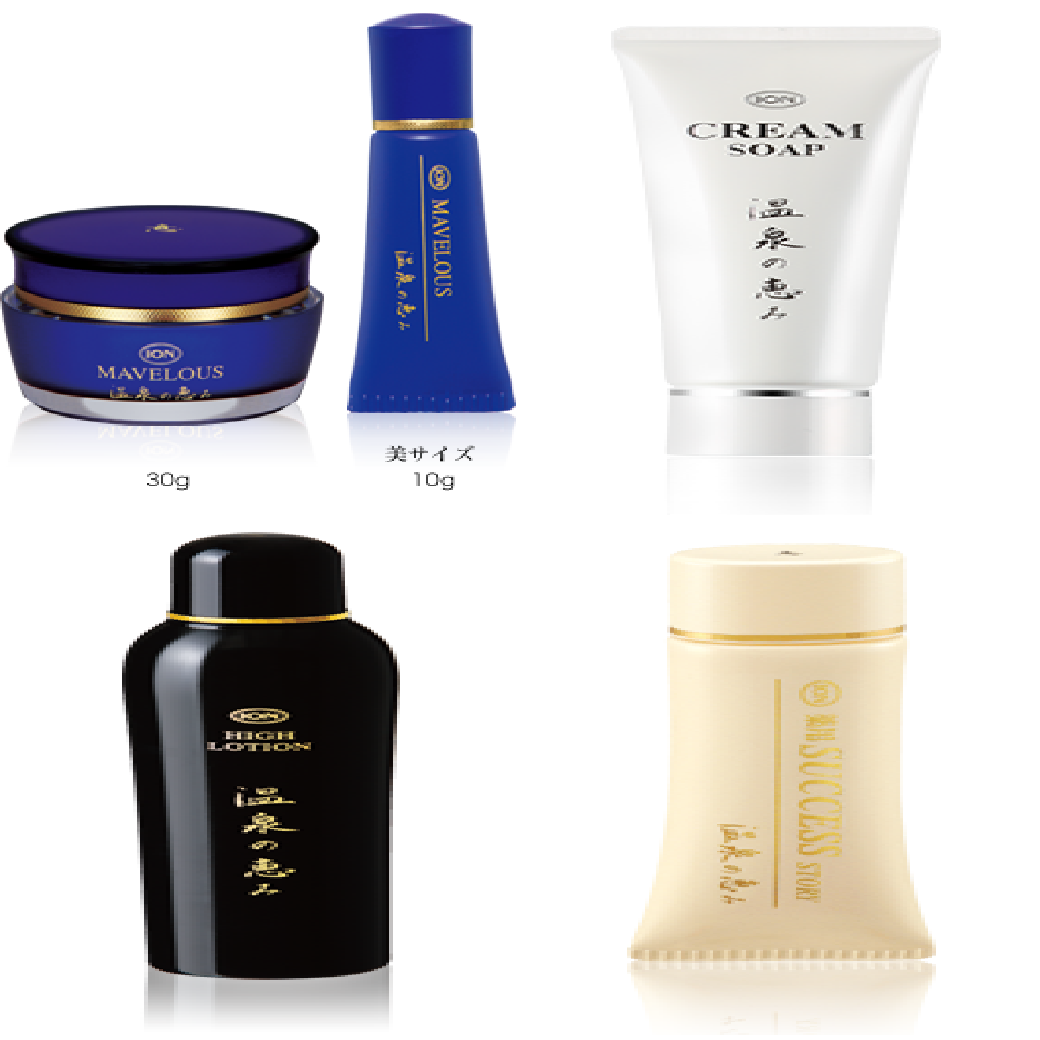 ION
MAVELOUS
温泉の恵み
30g
ION MAVELOUS
温泉の恵み
美サイズ
10g
ION
CREAM
SOAP
温泉の恵み
ION
HIGH
LOTION
温泉の恵み
ION
SUCCESS STORY
温泉の恵み